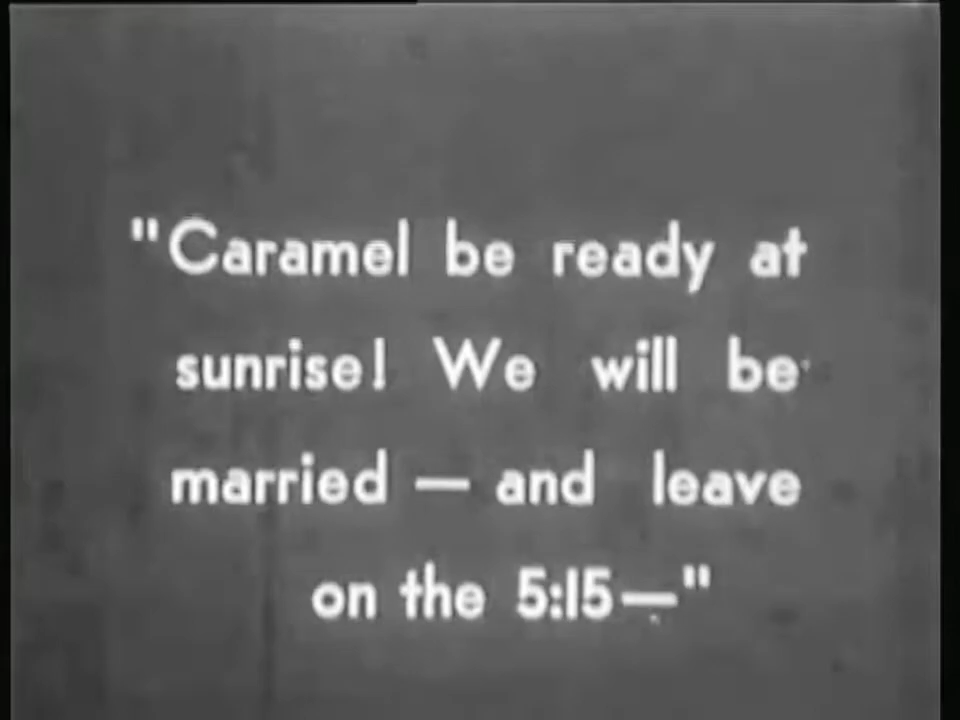 "Caramel be ready at
sunrise! We will be
married — and leave
on the 5:15—"